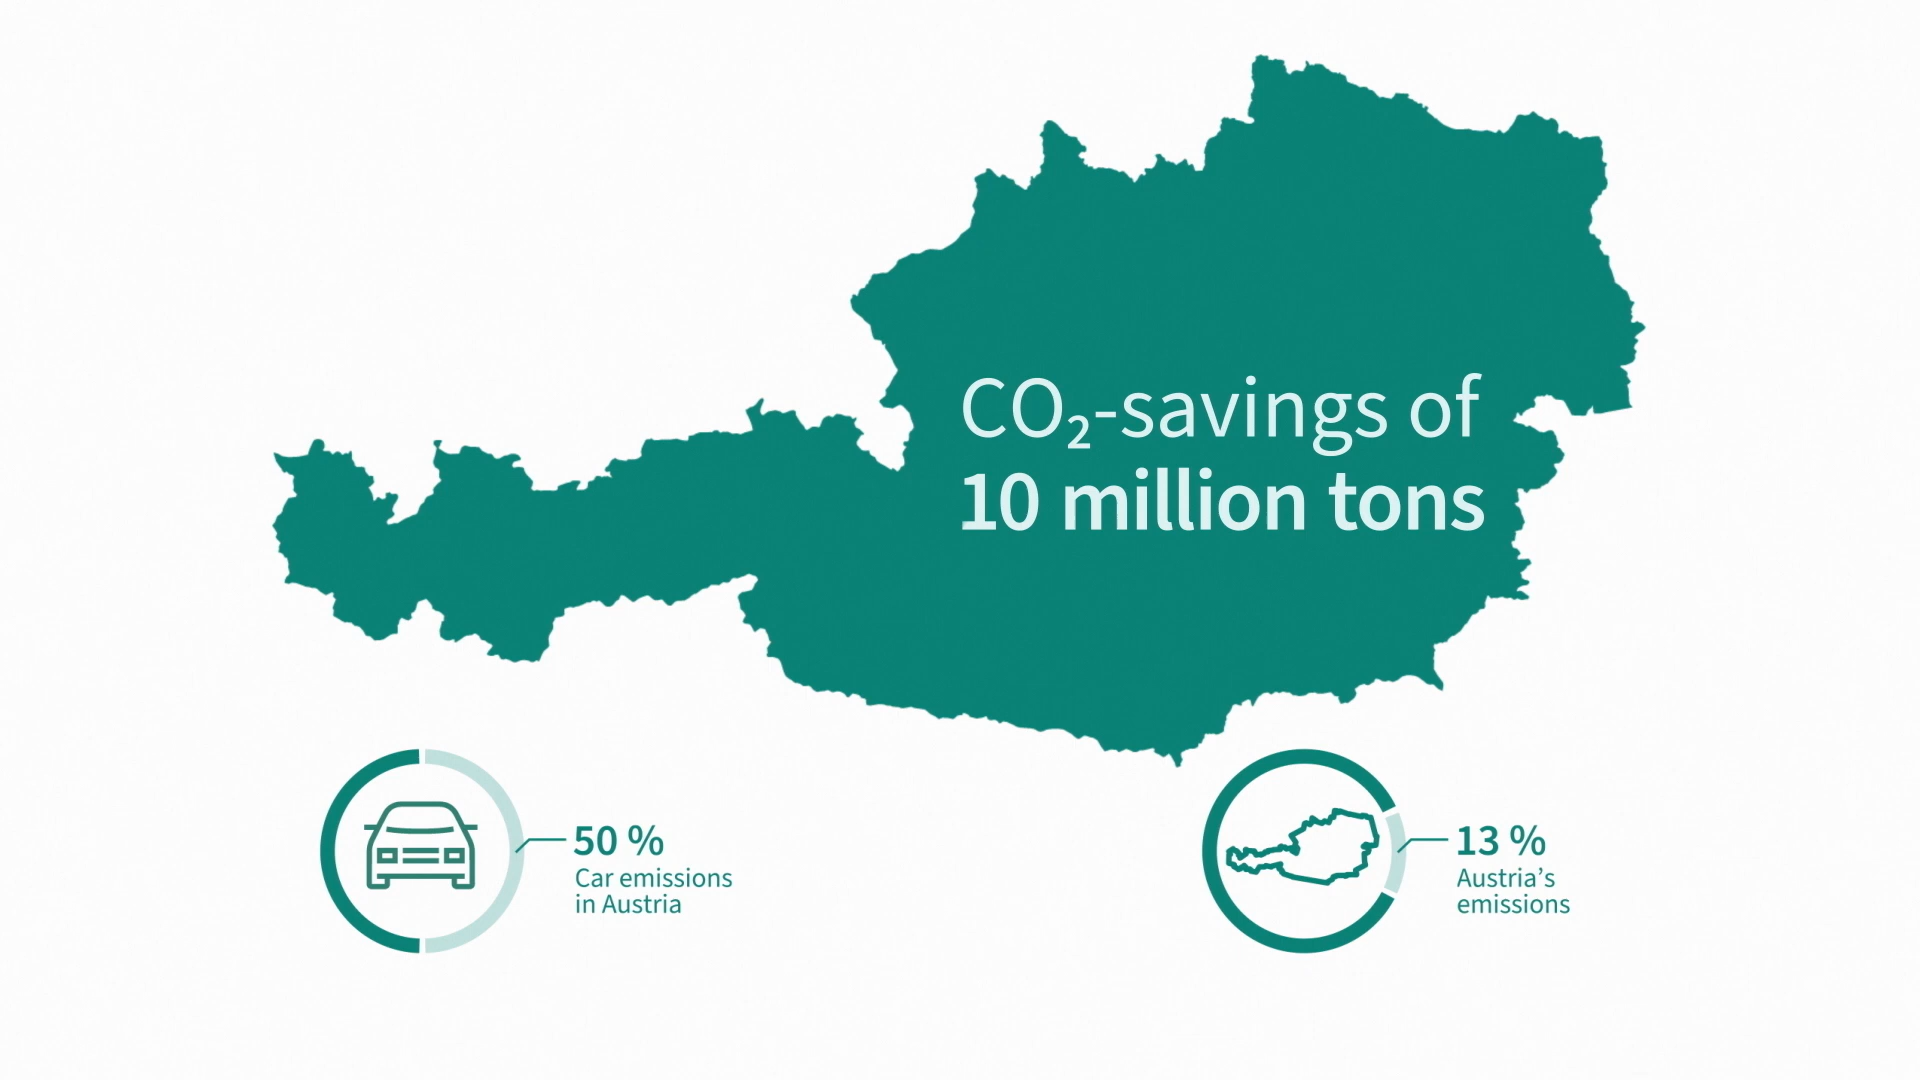 CO₂-savings of
10 million tons
50 %
Car emissions
in Austria
13 %
Austria’s
emissions